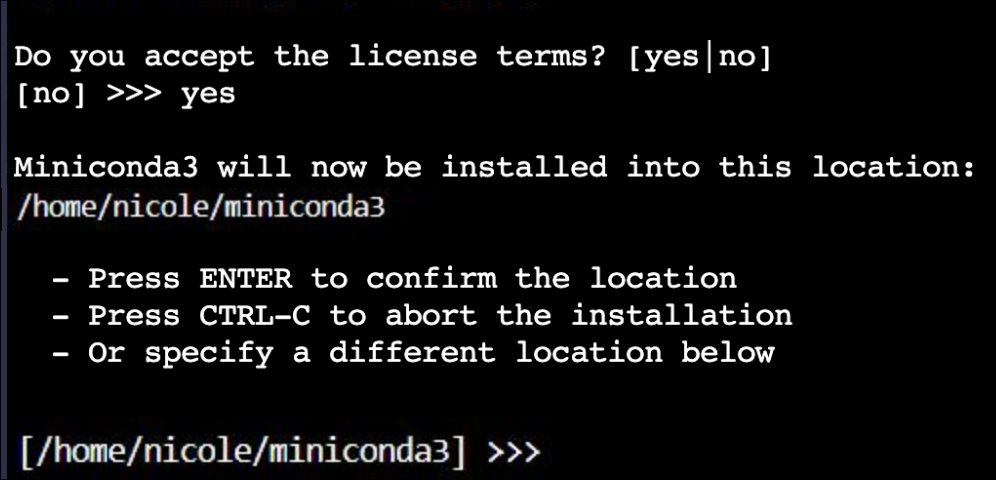 Do you accept the license terms? [yes|no]
[no] >>> yes
Miniconda3 will now be installed into this location:
/home/nicole/miniconda3
- Press ENTER to confirm the location
- Press CTRL-C to abort the installation
- Or specify a different location below
[/home/nicole/miniconda3] >>>